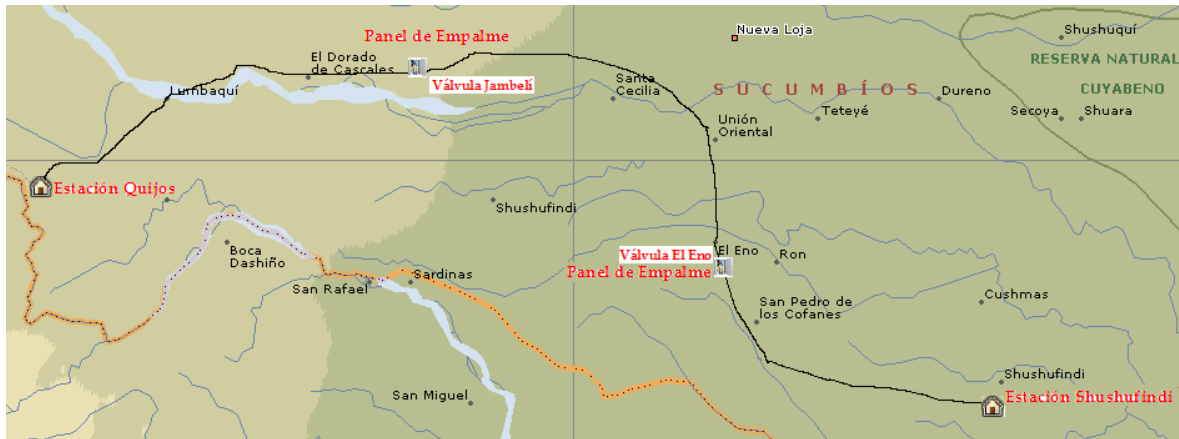 Nueva Loja
Shushuquí
Panel de Empalme
RESERVA NATURAL
El Dorado
de Cascales
Válvula Jambelí
Santa
Cecilia
SUCUMBÍOS
CUYABENO
Lumbaquí
Dureno
Unión
Oriental
Teteyé
Secoya
Shuara
Estación Quijos
Shushufindi
Boca
Dashiño
Válvula El Eno
El Eno
Ron
Panel de Empalme
San Rafael
Sardinas
San Pedro de
los Cofanes
Cushmas
Shushufindi
San Miguel
Estación Shushufindi